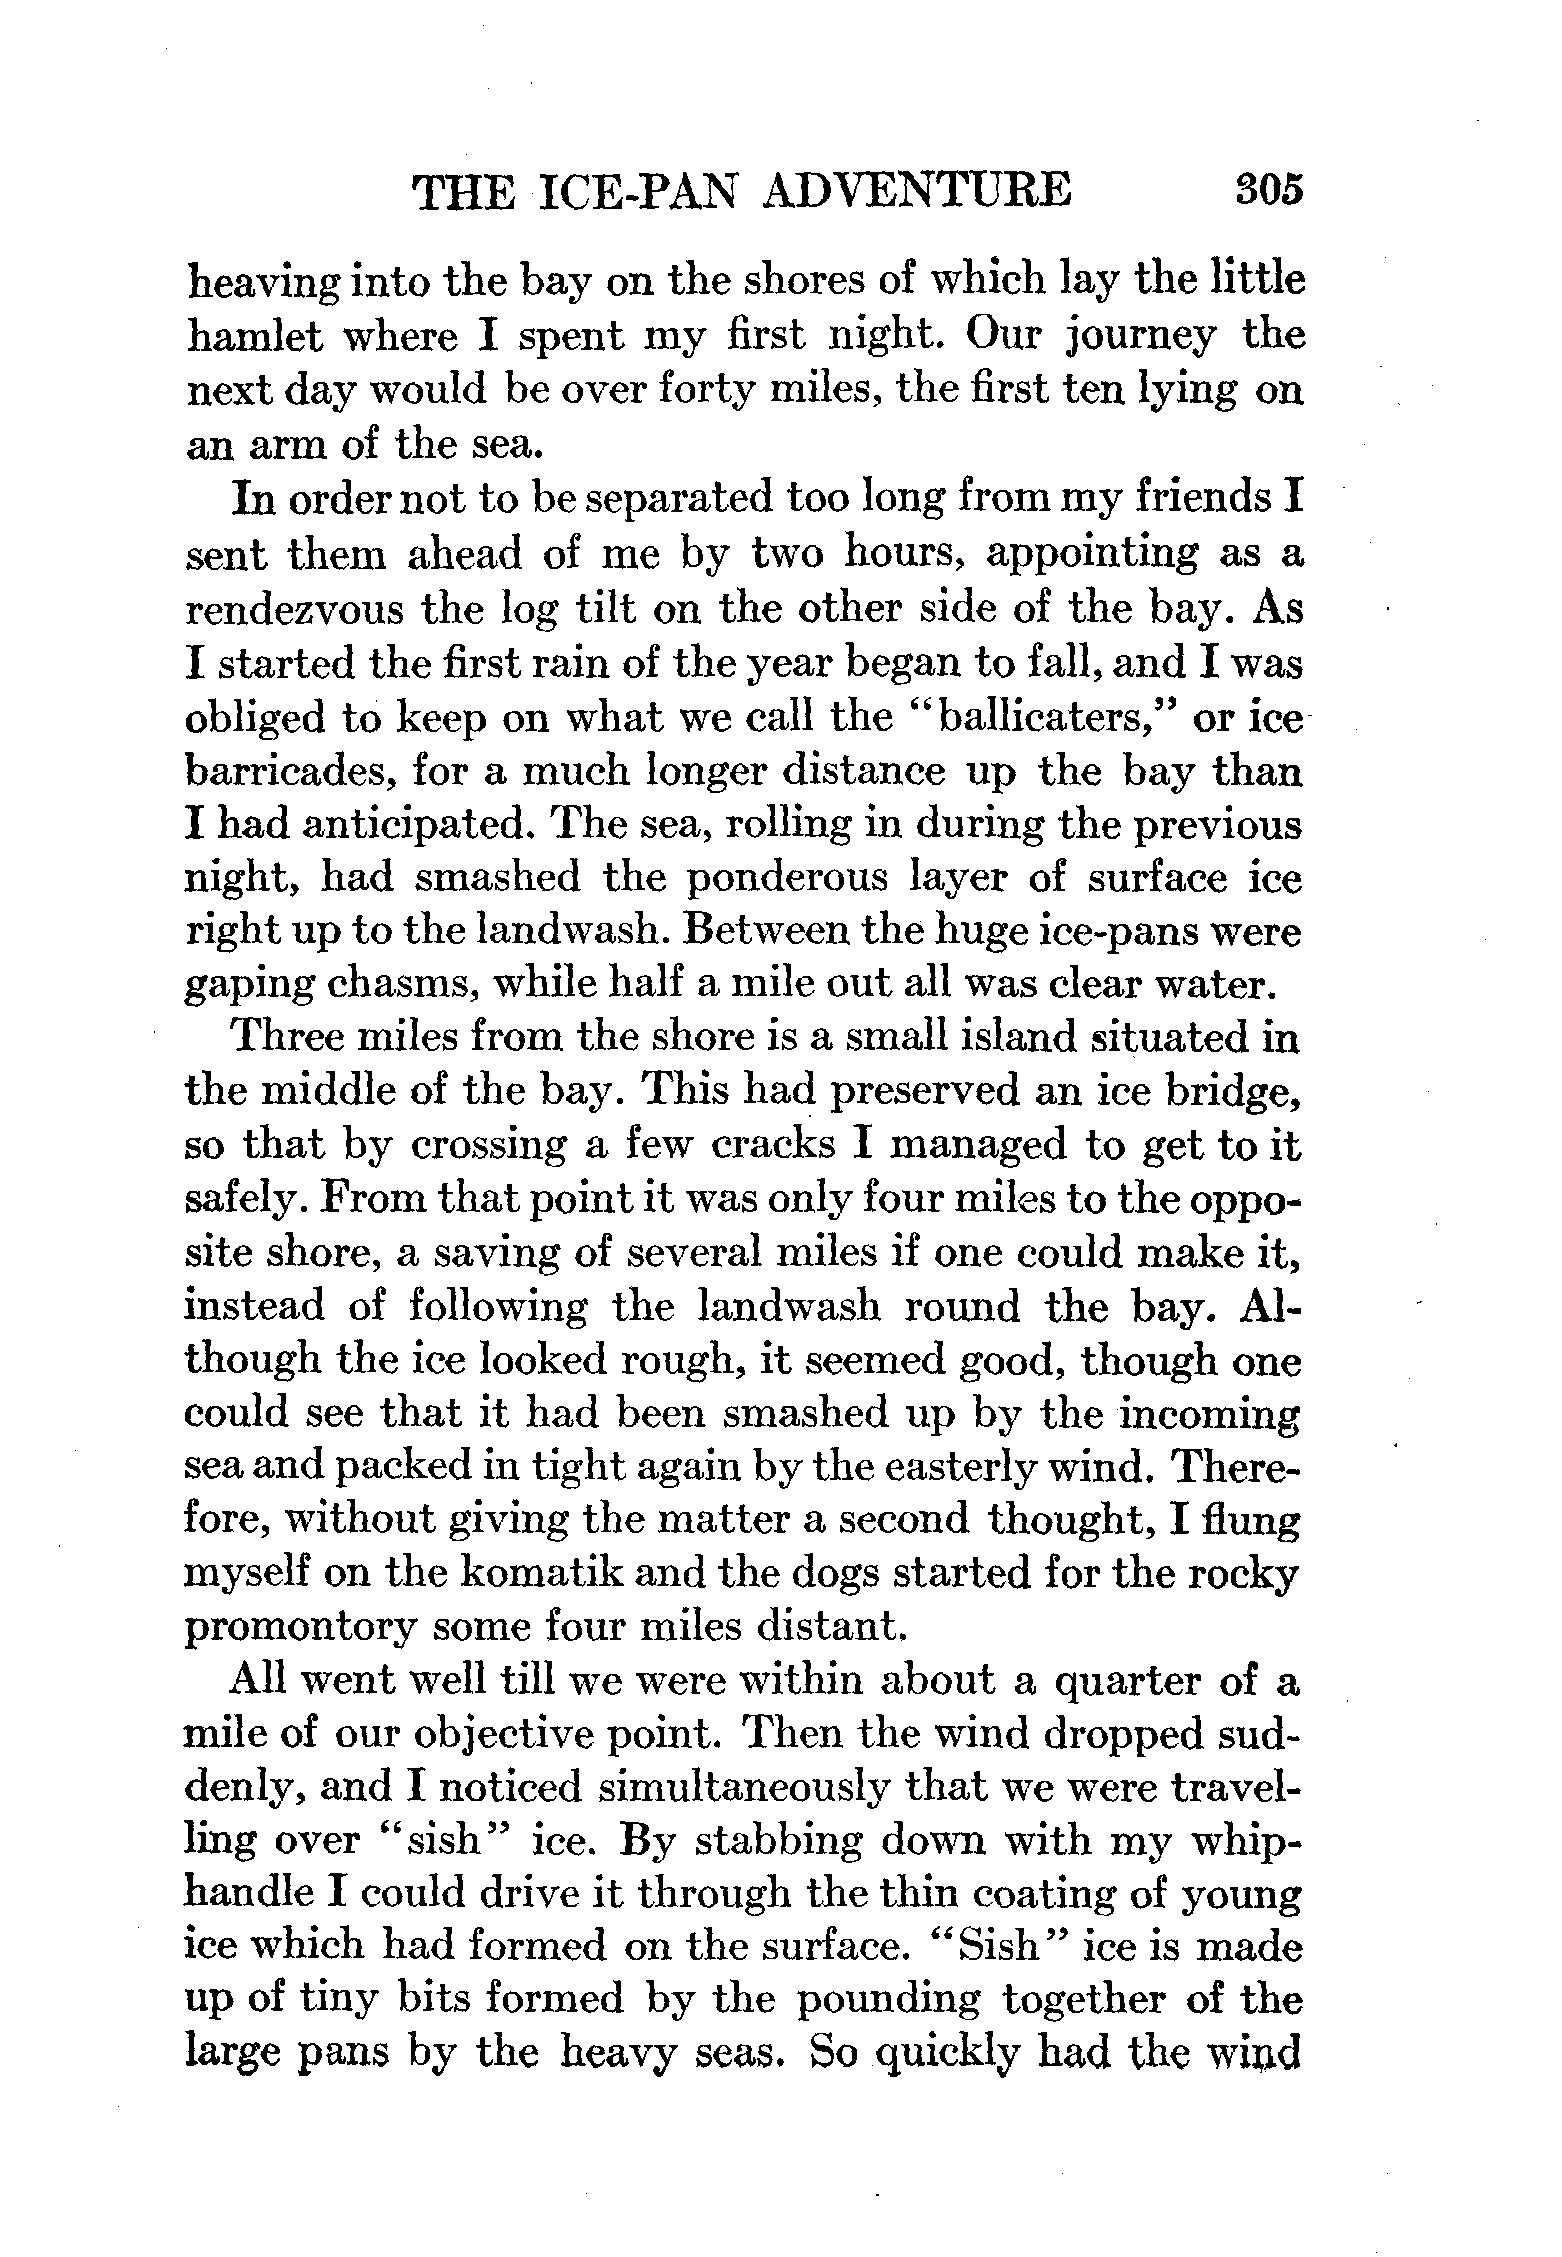 THE ICE-PAN ADVENTURE 305
heaving into the bay on the shores of which lay the little
hamlet where I spent my first night. Our journey the
next day would be over forty miles, the first ten lying on
an arm of the sea.
In order not to be separated too long from my friends I
sent them ahead of me by two hours, appointing as a
rendezvous the log tilt on the other side of the bay. As
I started the first rain of the year began to fall, and I was
obliged to keep on what we call the “ballicaters,” or ice
barricades, for a much longer distance up the bay than
I had anticipated. The sea, rolling in during the previous
night, had smashed the ponderous layer of surface ice
right up to the landwash. Between the huge ice-pans were
gaping chasms, while half a mile out all was clear water.
Three miles from the shore is a small island situated in
the middle of the bay. This had preserved an ice bridge,
so that by crossing a few cracks I managed to get to it
safely. From that point it was only four miles to the oppo-
site shore, a saving of several miles if one could make it,
instead of following the landwash round the bay. Al-
though the ice looked rough, it seemed good, though one
could see that it had been smashed up by the incoming
sea and packed in tight again by the easterly wind. There-
fore, without giving the matter a second thought, I flung
myself on the komatik and the dogs started for the rocky
promontory some four miles distant.
All went well till we were within about a quarter of a
mile of our objective point. Then the wind dropped sud-
denly, and I noticed simultaneously that we were travel-
ling over “sish” ice. By stabbing down with my whip-
handle I could drive it through the thin coating of young
ice which had formed on the surface. “Sish” ice is made
up of tiny bits formed by the pounding together of the
large pans by the heavy seas. So quickly had the wind